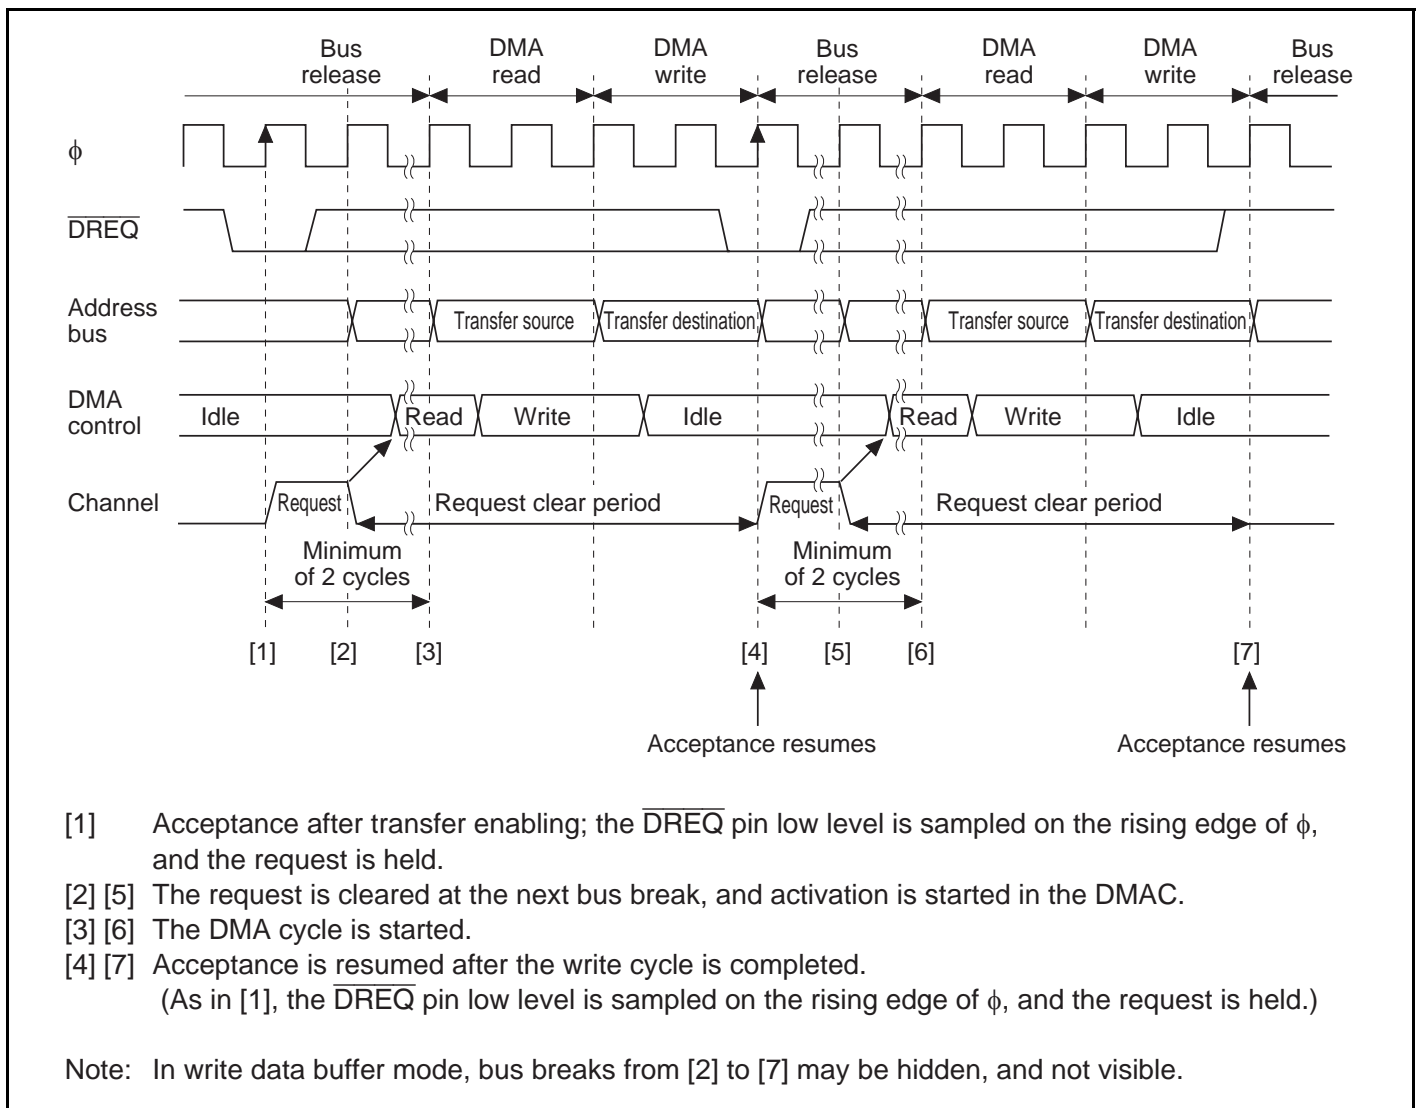 Bus release
DMA read
DMA write
Bus release
DMA read
DMA write
Bus release
ϕ
DREQ
Address bus
Transfer source
Transfer destination
Transfer source
Transfer destination
DMA control
Idle
Read
Write
Idle
Read
Write
Idle
Channel
Request
Request clear period
Request
Request clear period
Minimum of 2 cycles
Minimum of 2 cycles
[1] [2] [3] [4] [5] [6] [7]
Acceptance resumes
Acceptance resumes
[1] Acceptance after transfer enabling; the DREQ pin low level is sampled on the rising edge of ϕ,
and the request is held.
[2] [5] The request is cleared at the next bus break, and activation is started in the DMAC.
[3] [6] The DMA cycle is started.
[4] [7] Acceptance is resumed after the write cycle is completed.
(As in [1], the DREQ pin low level is sampled on the rising edge of ϕ, and the request is held.)
Note: In write data buffer mode, bus breaks from [2] to [7] may be hidden, and not visible.